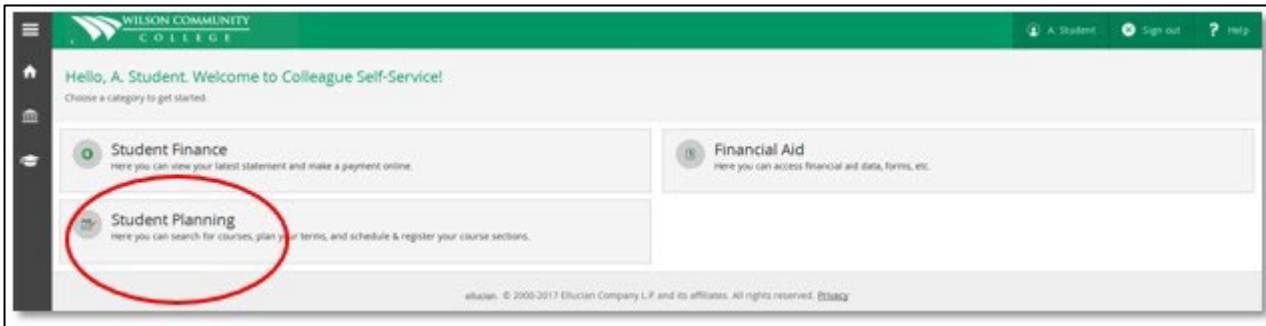 WILSON COMMUNITY
COLLEGE
A. Student
Sign out
? Help
Hello, A. Student. Welcome to Colleague Self-Service!
Choose a category to get started.
Student Finance
Here you can view your latest statement and make a payment online.
Financial Aid
Here you can access financial aid data, forms, etc.
Student Planning
Here you can search for courses, plan your terms, and schedule & register your course sections.
ellucian. © 2000-2017 Ellucian Company L.P. and its affiliates. All rights reserved. Privacy